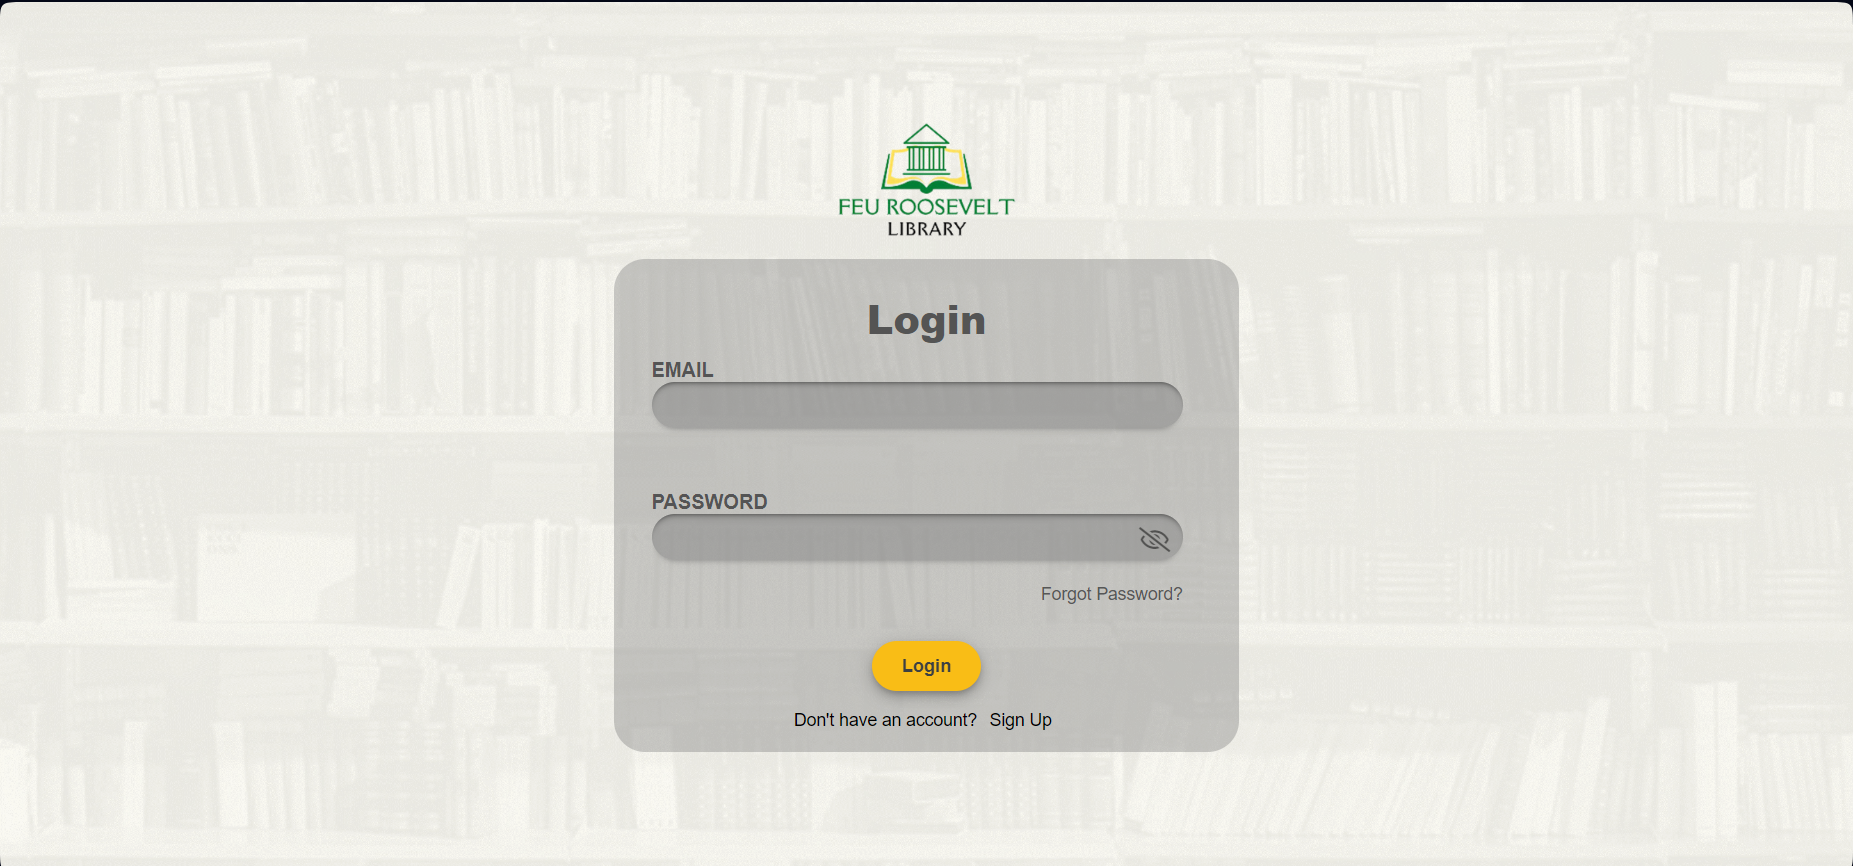 FEU ROOSEVELT
LIBRARY
Login
EMAIL
PASSWORD
Forgot Password?
Login
Don't have an account? Sign Up